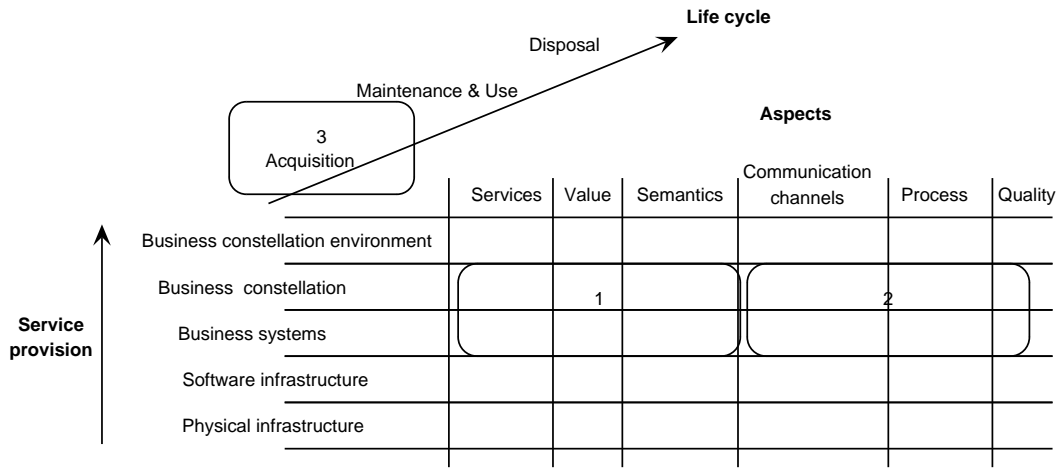 Life cycle
Disposal
Maintenance & Use
3
Acquisition
Aspects
Services
Value
Semantics
Communication
channels
Process
Quality
Business constellation environment
Business constellation
1
2
Business systems
Service
provision
Software infrastructure
Physical infrastructure